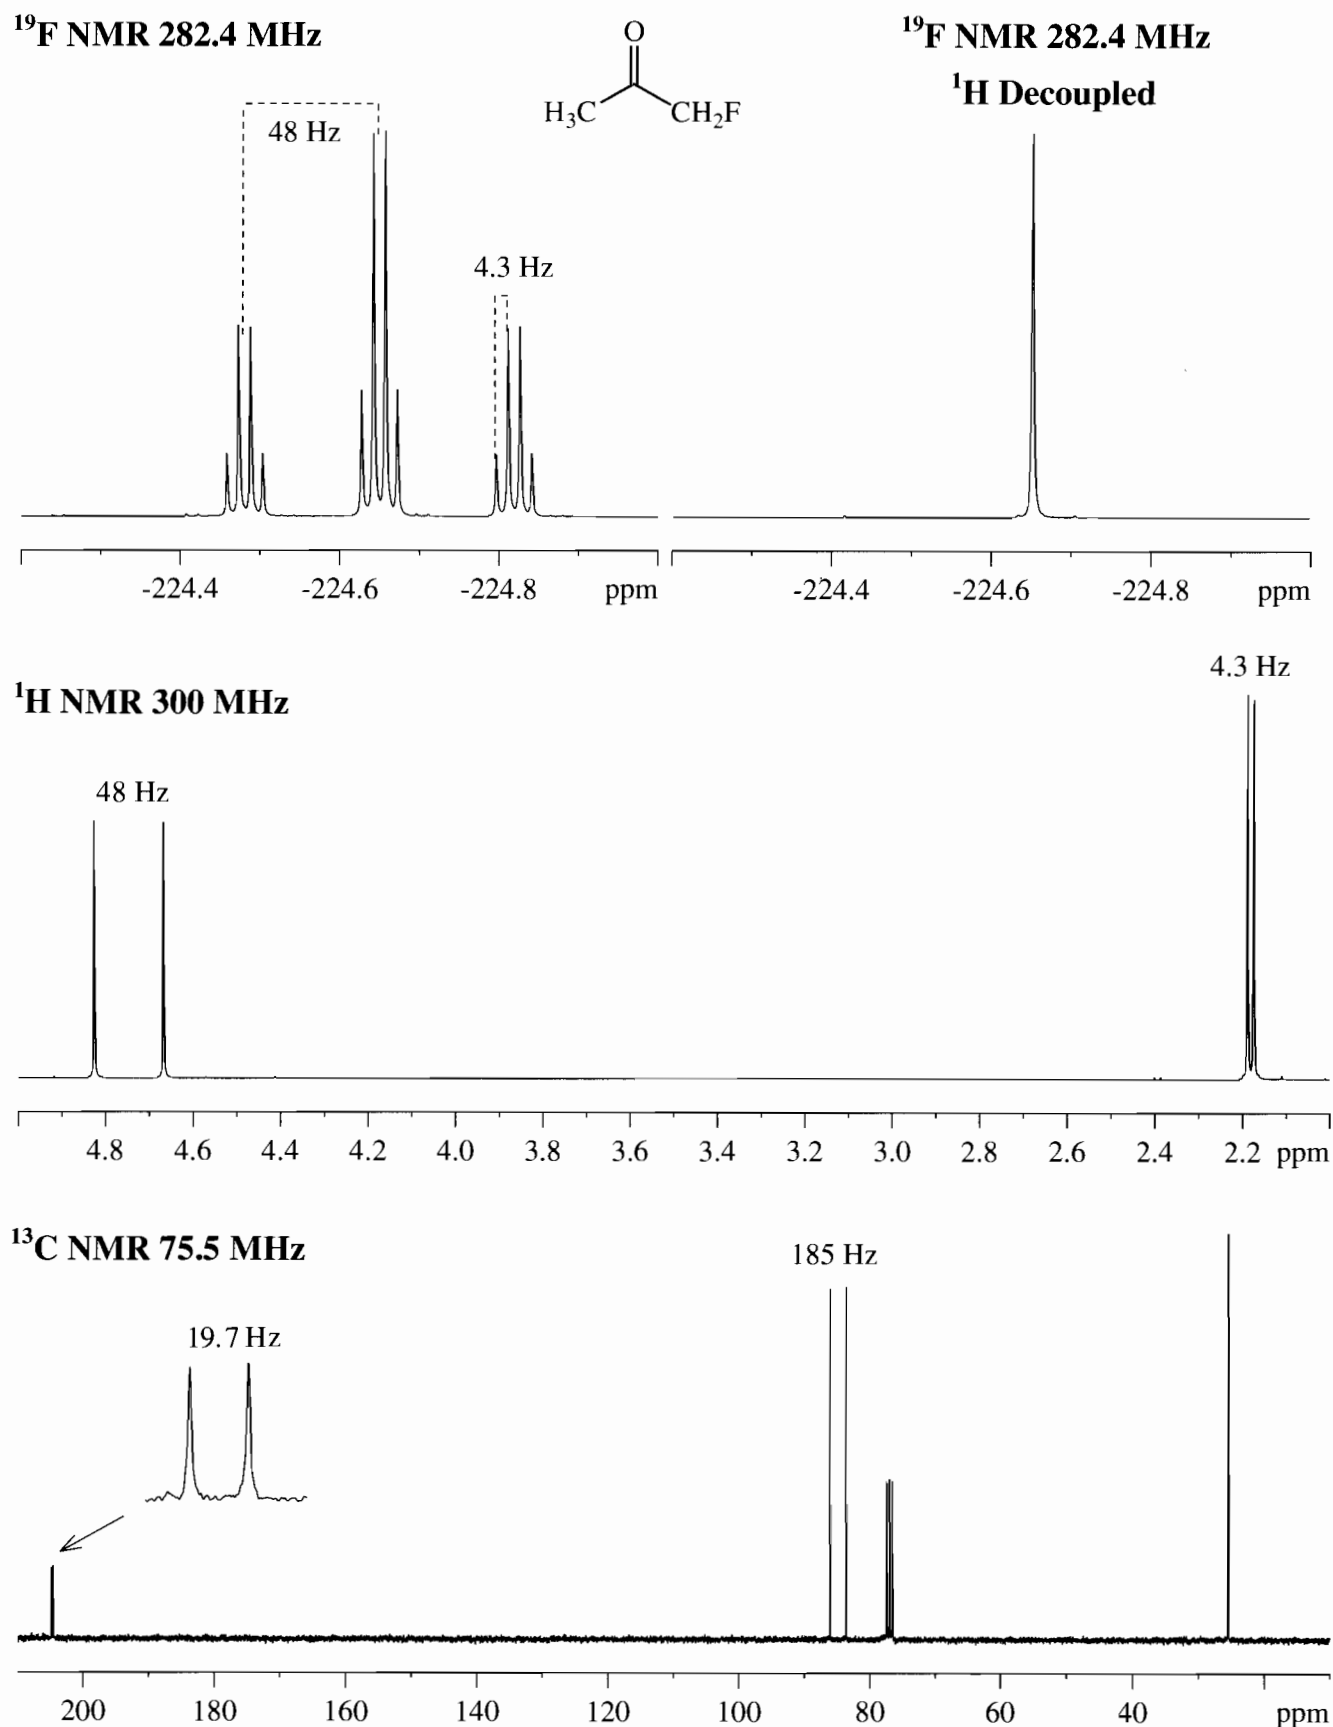 ¹⁹F NMR 282.4 MHz
48 Hz
4.3 Hz
-224.4 -224.6 -224.8 ppm
O
H₃C CH₂F
¹⁹F NMR 282.4 MHz
¹H Decoupled
-224.4 -224.6 -224.8 ppm
¹H NMR 300 MHz
48 Hz
4.3 Hz
4.8 4.6 4.4 4.2 4.0 3.8 3.6 3.4 3.2 3.0 2.8 2.6 2.4 2.2 ppm
¹³C NMR 75.5 MHz
19.7 Hz
185 Hz
200 180 160 140 120 100 80 60 40 ppm